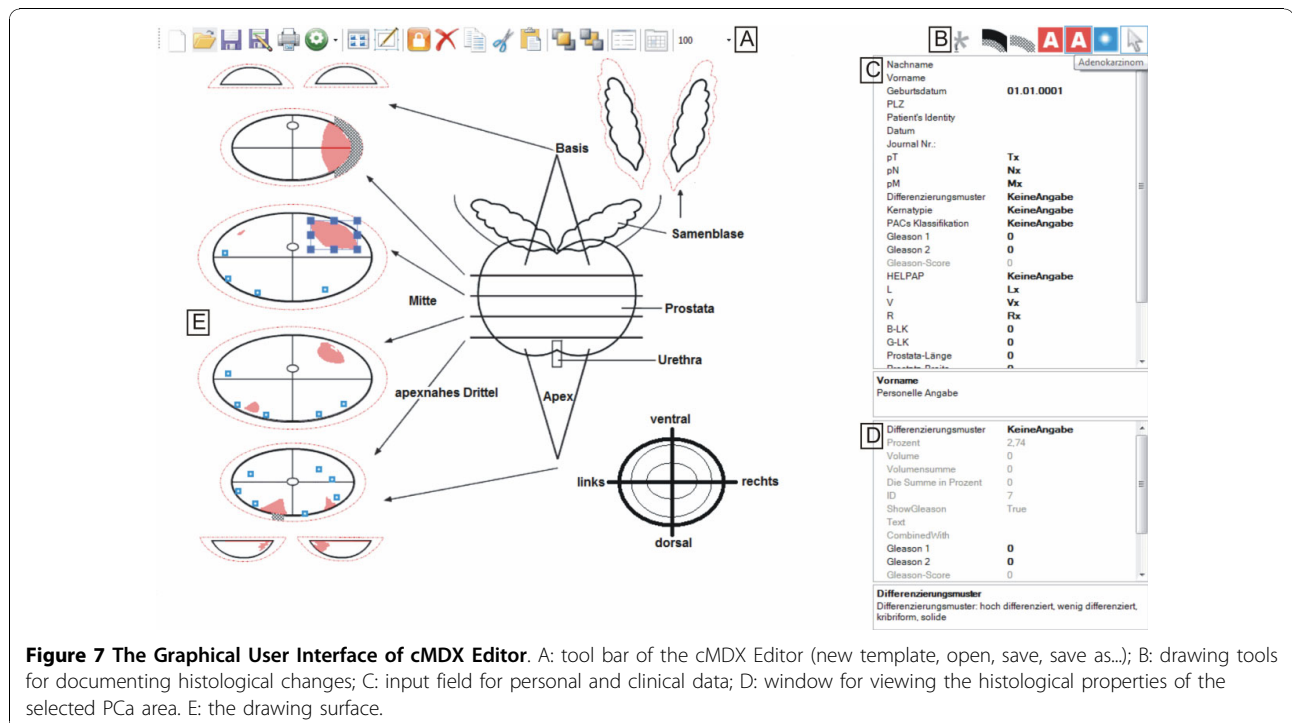 100
A
B
Adenokarzinom
C
Nachname
Vorname
Geburtsdatum 01.01.0001
PLZ
Patient's Identity
Datum
Journal Nr.:
pT Tx
pN Nx
pM Mx
Differenzierungsmuster KeineAngabe
Kernatypie KeineAngabe
PACs Klassifikation KeineAngabe
Gleason 1 0
Gleason 2 0
Gleason-Score 0
HELPAP KeineAngabe
L Lx
V Vx
R Rx
B-LK 0
G-LK 0
Prostata-Länge 0
Vorname
Personelle Angabe
D
Differenzierungsmuster KeineAngabe
Prozent 2,74
Volume 0
Volumensumme 0
Die Summe in Prozent 0
ID 7
ShowGleason True
Text
CombinedWith
Gleason 1 0
Gleason 2 0
Gleason-Score 0
Differenzierungsmuster
Differenzierungsmuster: hoch differenziert, wenig differenziert,
kribriform, solide
Basis
Samenblase
Mitte
Prostata
E
Urethra
apexnahes Drittel
Apex
ventral
links
rechts
dorsal
Figure 7 The Graphical User Interface of cMDX Editor. A: tool bar of the cMDX Editor (new template, open, save, save as...); B: drawing tools
for documenting histological changes; C: input field for personal and clinical data; D: window for viewing the histological properties of the
selected PCa area. E: the drawing surface.